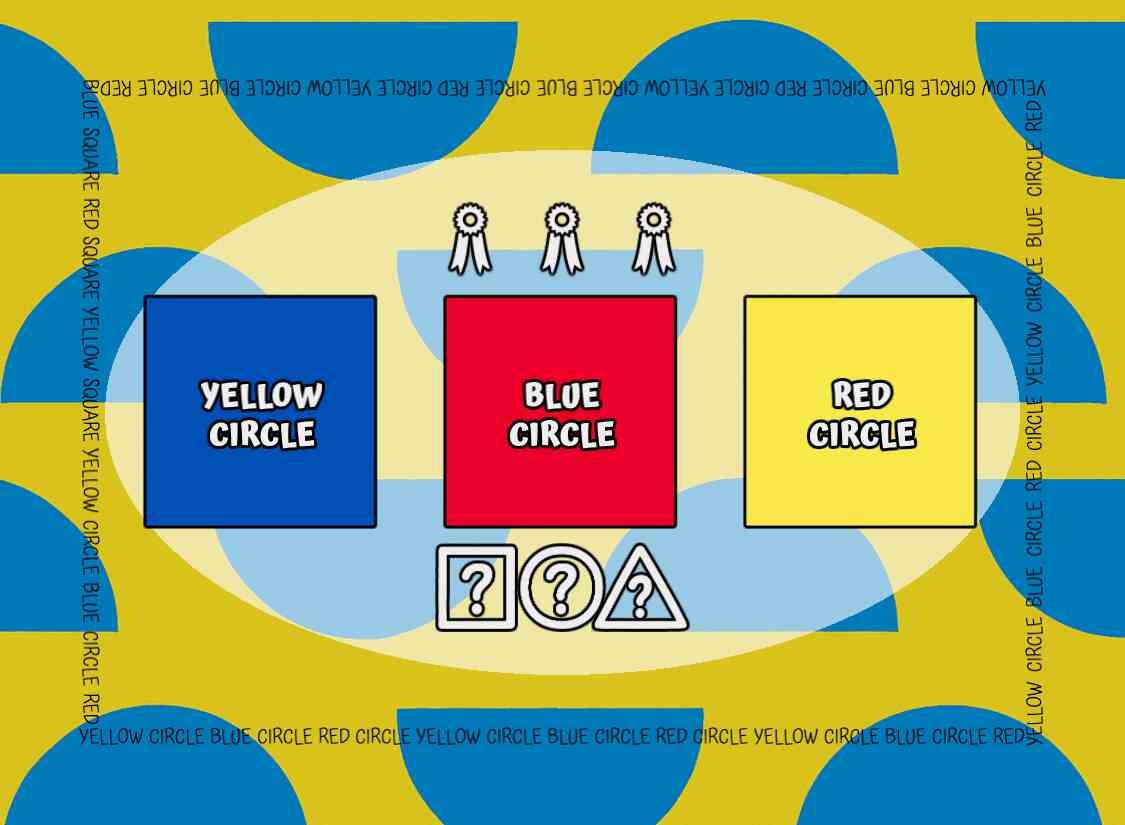 YELLOW CIRCLE BLUE CIRCLE RED CIRCLE YELLOW CIRCLE BLUE CIRCLE RED CIRCLE YELLOW CIRCLE BLUE CIRCLE RED
BLUE SQUARE RED SQUARE YELLOW SQUARE YELLOW CIRCLE BLUE CIRCLE RED
YELLOW
CIRCLE
BLUE
CIRCLE
RED
CIRCLE
? ? ?
YELLOW CIRCLE BLUE CIRCLE RED CIRCLE YELLOW CIRCLE BLUE CIRCLE RED
YELLOW CIRCLE BLUE CIRCLE RED CIRCLE YELLOW CIRCLE BLUE CIRCLE RED CIRCLE YELLOW CIRCLE BLUE CIRCLE RED